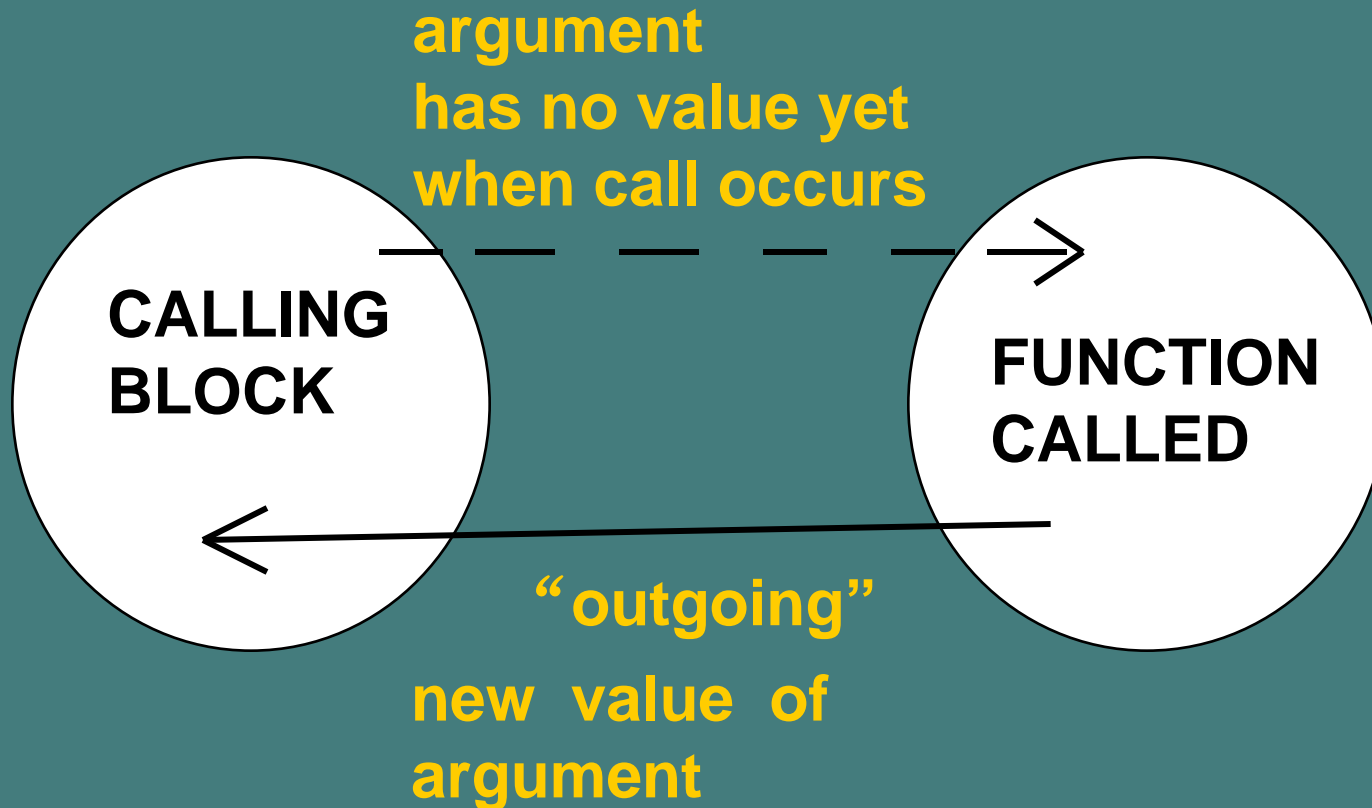 argument
has no value yet
when call occurs
CALLING
BLOCK
FUNCTION
CALLED
“outgoing”
new value of
argument